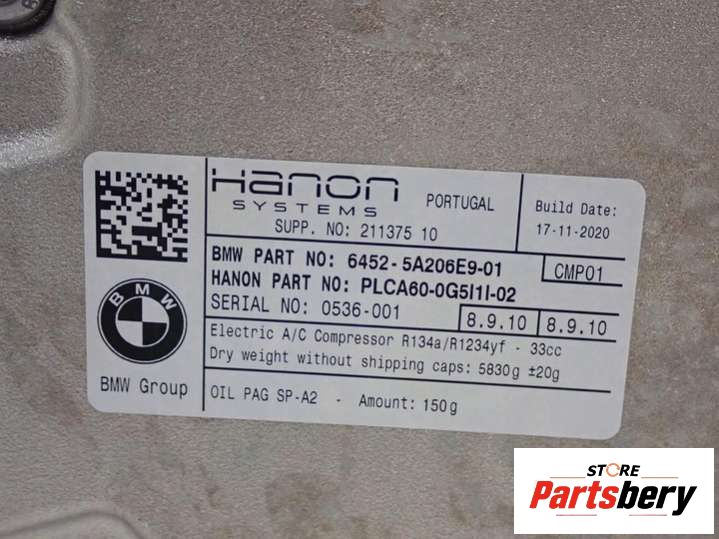 Hanon
SYSTEMS
PORTUGAL
SUPP. NO: 211375 10
Build Date:
17-11-2020
BMW PART NO: 6452-5A206E9-01
CMP01
HANON PART NO: PLCA60-0G5I1I-02
SERIAL NO: 0536-001
8.9.10
8.9.10
Electric A/C Compressor R134a/R1234yf - 33cc
Dry weight without shipping caps: 5830g ±20g
OIL PAG SP-A2 - Amount: 150g
BMW
BMW Group
STORE
Partsbery